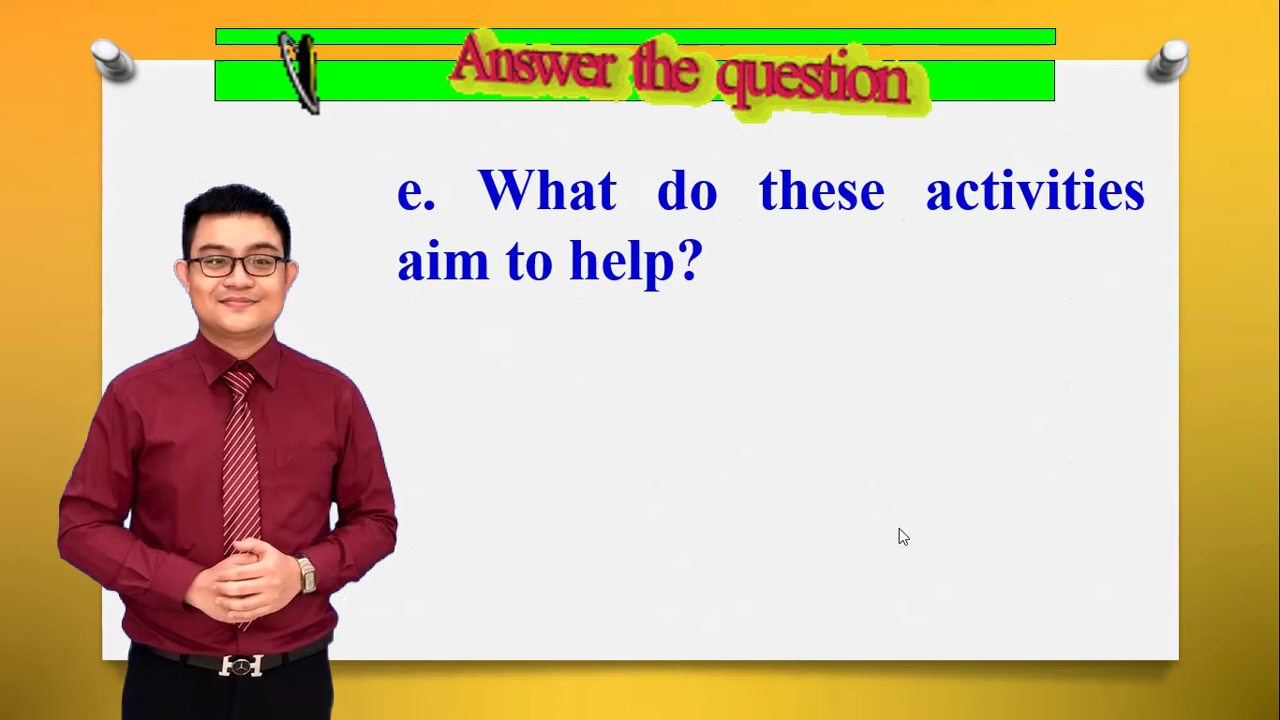 Answer the question
e. What do these activities
aim to help?